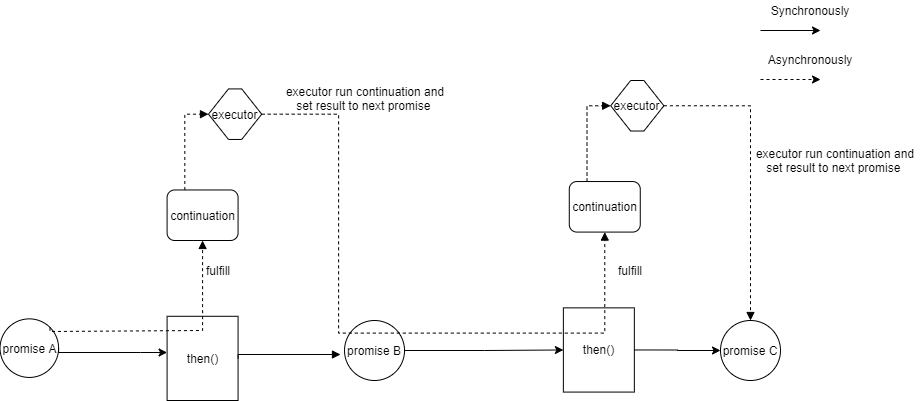 Synchronously
Asynchronously
executor run continuation and
set result to next promise
executor
executor
executor run continuation and
set result to next promise
continuation
continuation
fulfill
fulfill
promise A
then()
promise B
then()
promise C